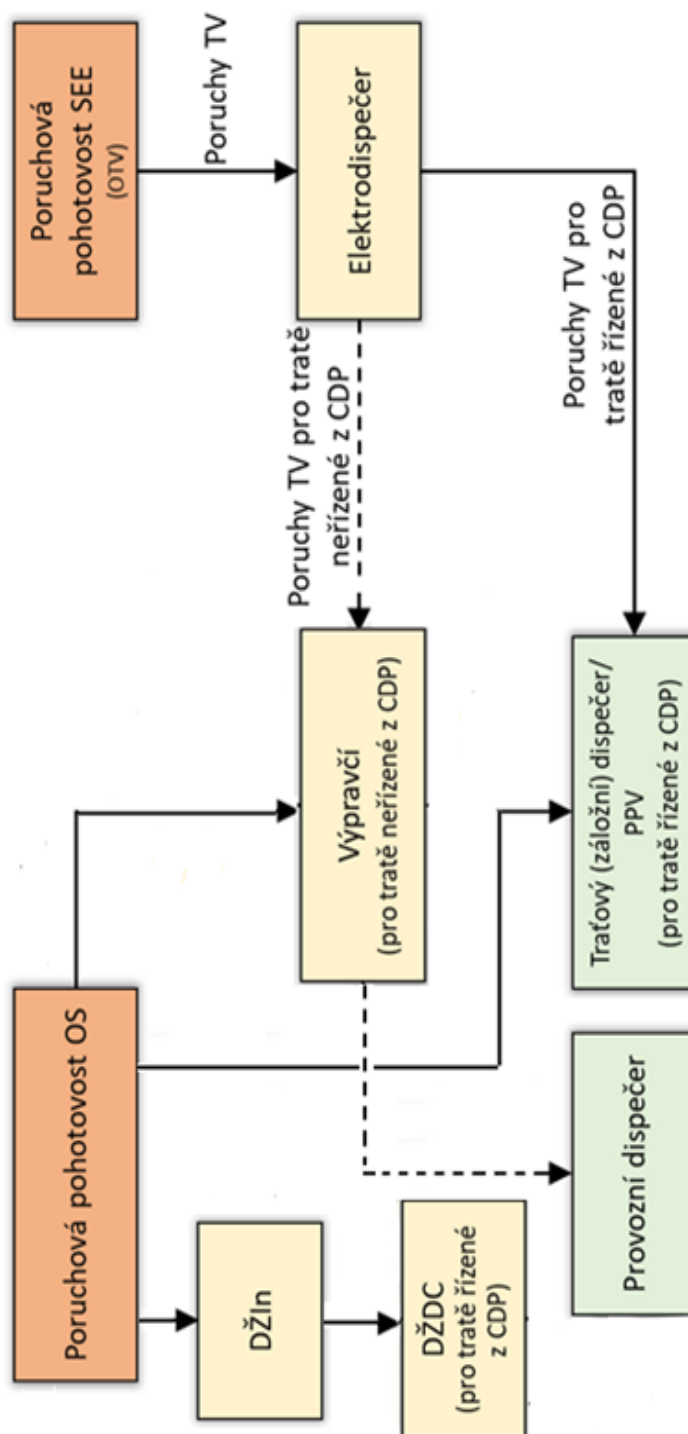 Poruchová pohotovost OS
Poruchová
pohotovost SEE
(OTV)
Poruchy TV
DŽIn
Výpravčí
(pro tratě neřízené z CDP)
Poruchy TV pro tratě
neřízené z CDP
Elektrodispečer
DŽDC
(pro tratě řízené
z CDP)
Poruchy TV pro
tratě řízené z CDP
Provozní dispečer
Traťový (záložní) dispečer/
PPV
(pro tratě řízené z CDP)